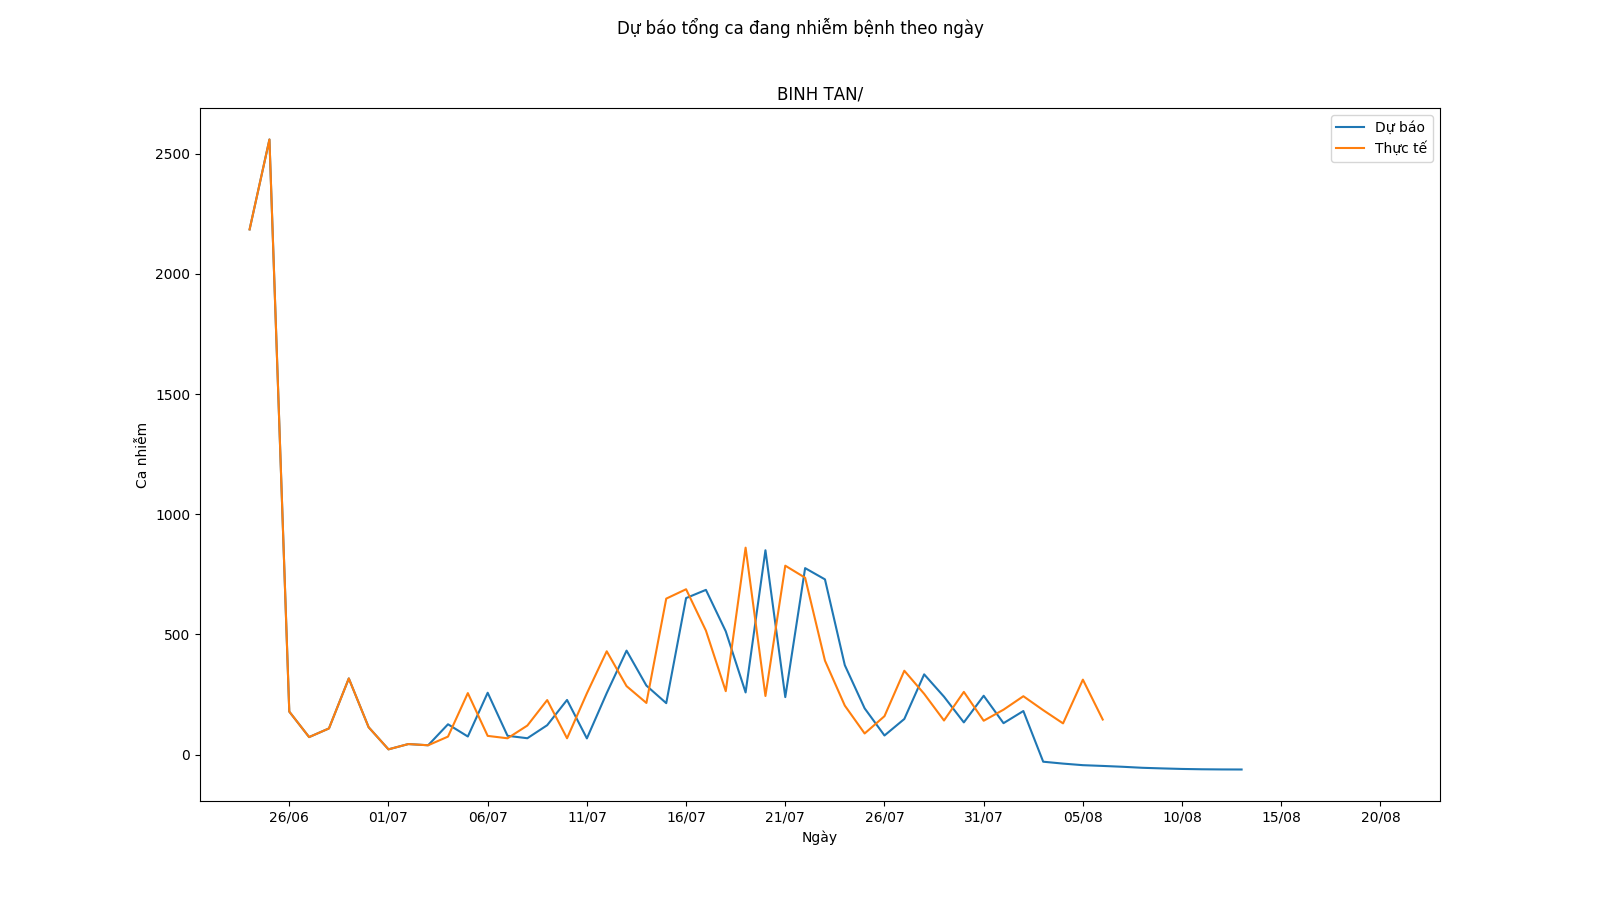 Dự báo tổng ca đang nhiễm bệnh theo ngày
BINH TAN/
Dự báo
Thực tế
2500
2000
1500
1000
500
0
Ca nhiễm
26/06 01/07 06/07 11/07 16/07 21/07 26/07 31/07 05/08 10/08 15/08 20/08
Ngày